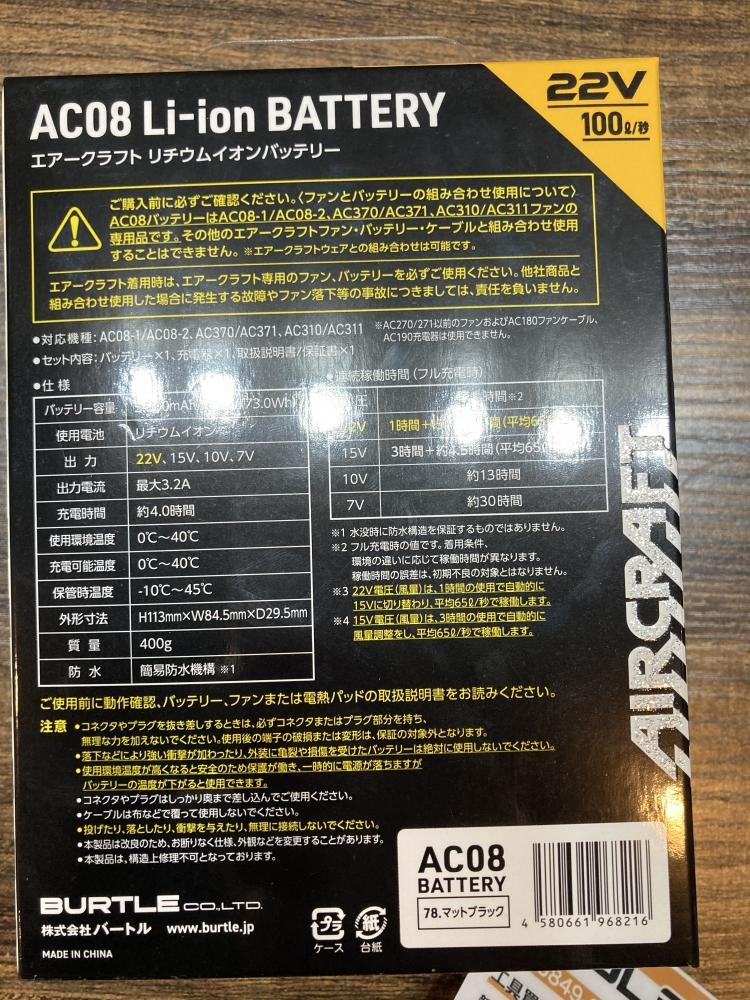 22V
100ℓ/秒
AC08 Li-ion BATTERY
エアークラフト リチウムイオンバッテリー
ご購入前に必ずご確認ください。〈ファンとバッテリーの組み合わせ使用について〉
AC08バッテリーはAC08-1/AC08-2、AC370/AC371、AC310/AC311ファンの
専用品です。その他のエアークラフトファン・バッテリー・ケーブルと組み合わせ使用
することはできません。※エアークラフトウェアとの組み合わせは可能です。
エアークラフト着用時は、エアークラフト専用のファン、バッテリーを必ずご使用ください。他社商品と
組み合わせ使用した場合に発生する故障やファン落下等の事故につきましては、責任を負いません。
●対応機種：AC08-1/AC08-2、AC370/AC371、AC310/AC311
※AC270/271以前のファンおよびAC180ファンケーブル、
AC190充電器は使用できません。
●セット内容：バッテリー×1、充電器×1、取扱説明書/保証書×1
●仕様
バッテリー容量 (73.0Wh)
使用電池 リチウムイオン
出力 22V、15V、10V、7V
出力電流 最大3.2A
充電時間 約4.0時間
使用環境温度 0℃〜40℃
充電可能温度 0℃〜40℃
保管時温度 -10℃〜45℃
外形寸法 H113mm×W84.5mm×D29.5mm
質量 400g
防水 簡易防水機構 ※1
連続稼働時間（フル充電時）
時間※2
22V 1時間＋ 時間（平均65
15V 3時間＋約4.5時間（平均65ℓ
10V 約13時間
7V 約30時間
※1 水没時に防水構造を保証するものではありません。
※2 フル充電時の値です。着用条件、
環境の違いに応じて稼働時間が異なります。
稼働時間の誤差は、初期不良の対象とはなりません。
※3 22V電圧（風量）は、1時間の使用で自動的に
15Vに切り替わり、平均65ℓ/秒で稼働します。
※4 15V電圧（風量）は、3時間の使用で自動的に
風量調整をし、平均65ℓ/秒で稼働します。
AIRCRAFT
ご使用前に動作確認、バッテリー、ファンまたは電熱パッドの取扱説明書をお読みください。
注意 ●コネクタやプラグを抜き差しするときは、必ずコネクタまたはプラグ部分を持ち、
無理な力を加えないでください。使用後の端子の破損または変形は、保証の対象外となります。
●落下などにより強い衝撃が加わったり、外装に亀裂や損傷を受けたバッテリーは絶対に使用しないでください。
●使用環境温度が高くなると安全のため保護が働き、一時的に電源が落ちますが
バッテリーの温度が下がると使用できます。
●コネクタやプラグはしっかり奥まで差し込んでご使用ください。
●ケーブルは布などで覆って使用しないでください。
●投げたり、落としたり、衝撃を与えたり、無理に接続しないでください。
●本製品は改良のため、お断りなく仕様、外観などを変更することがあります。
●本製品は、構造上修理不可となっております。
BURTLE CO.,LTD.
株式会社バートル www.burtle.jp
MADE IN CHINA
プラ
ケース
紙
台紙
AC08
BATTERY
78.マットブラック
4 580661 968216
3849
工具